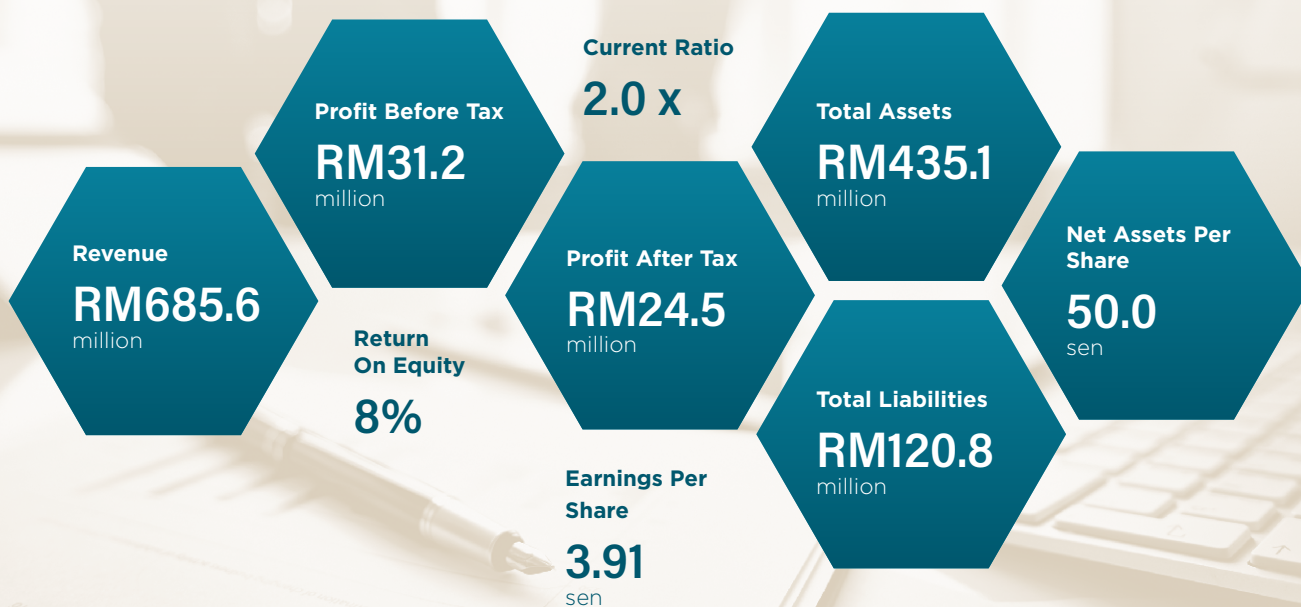 Current Ratio
2.0 x
Profit Before Tax
RM31.2
million
Total Assets
RM435.1
million
Revenue
RM685.6
million
Profit After Tax
RM24.5
million
Net Assets Per
Share
50.0
sen
Return
On Equity
8%
Total Liabilities
RM120.8
million
Earnings Per
Share
3.91
sen